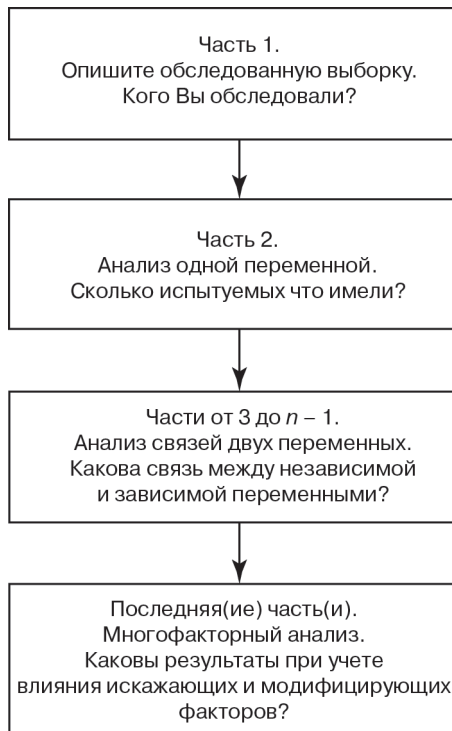 Часть 1.
Опишите обследованную выборку.
Кого Вы обследовали?
Часть 2.
Анализ одной переменной.
Сколько испытуемых что имели?
Части от 3 до n – 1.
Анализ связей двух переменных.
Какова связь между независимой
и зависимой переменными?
Последняя(ие) часть(и).
Многофакторный анализ.
Каковы результаты при учете
влияния искажающих и модифицирующих
факторов?